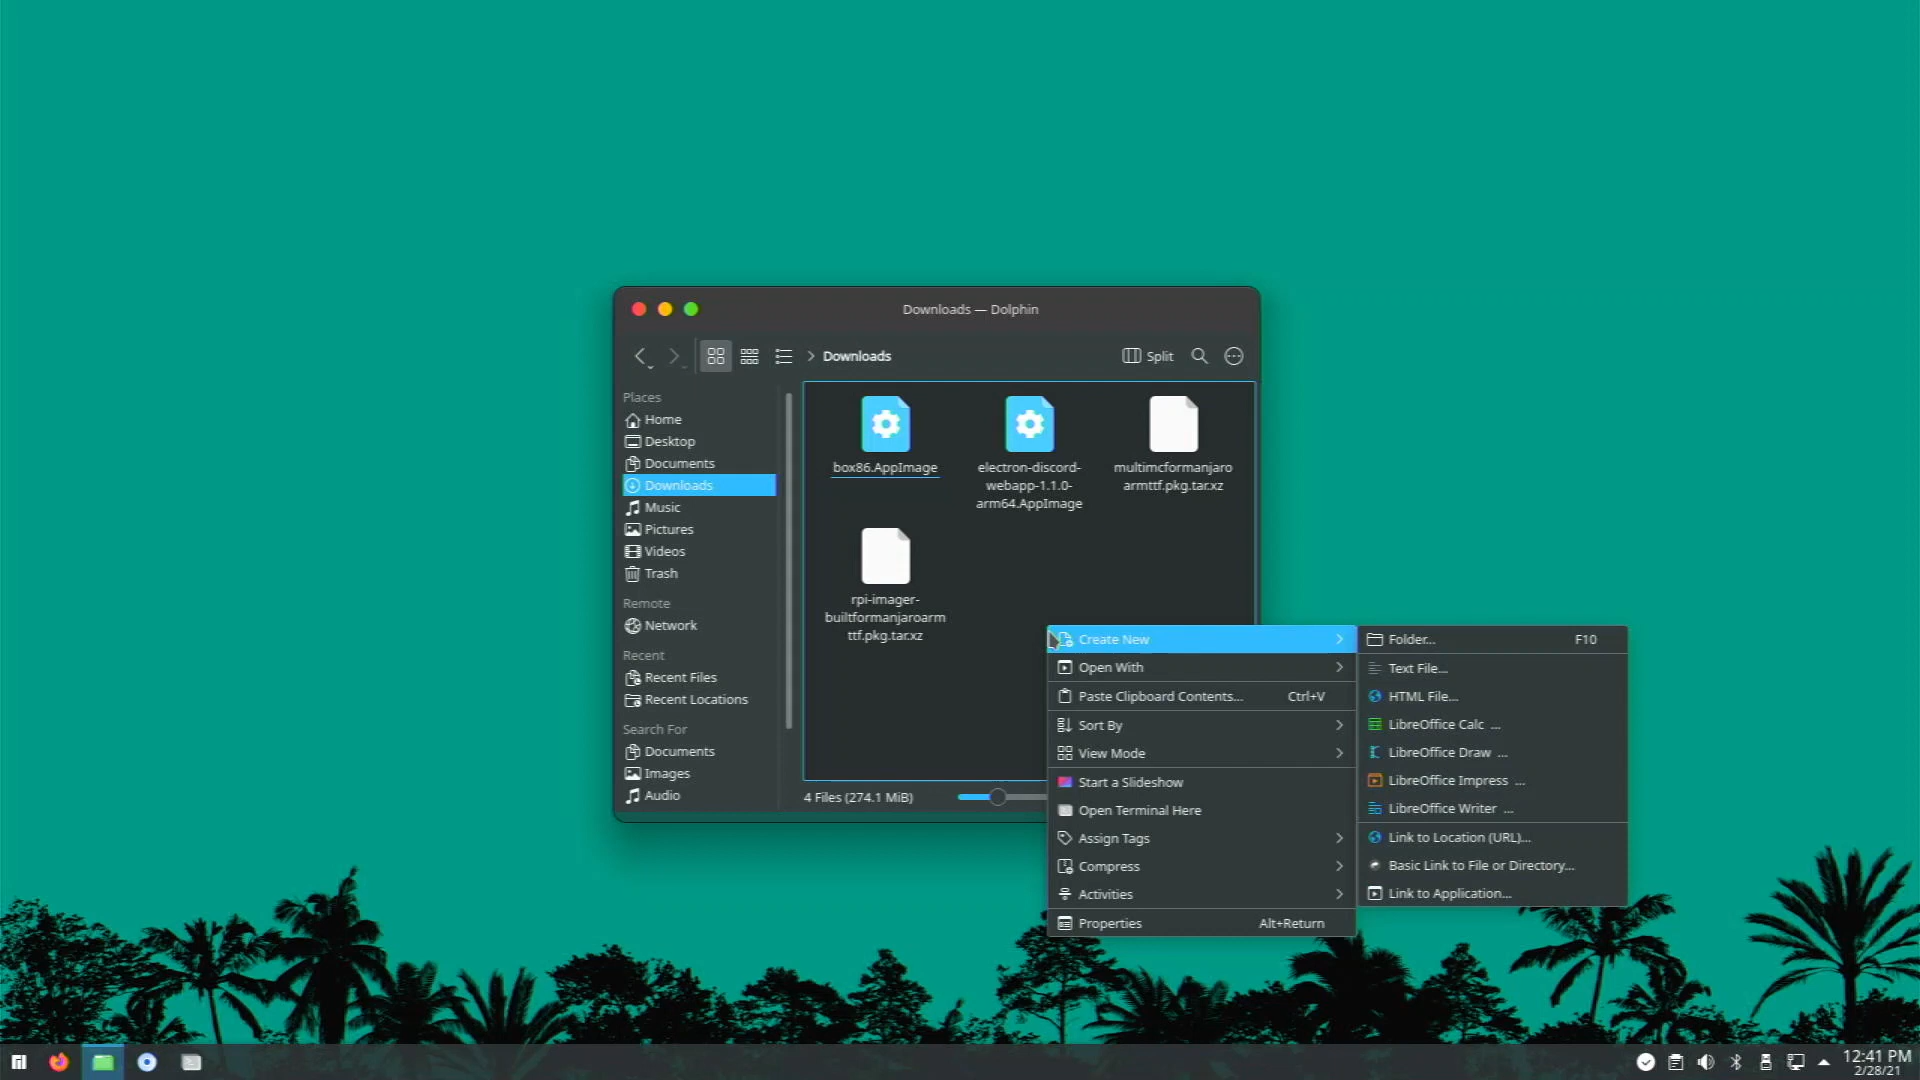 Downloads — Dolphin
Downloads
Split
Places
Home
Desktop
Documents
Downloads
Music
Pictures
Videos
Trash
Remote
Network
Recent
Recent Files
Recent Locations
Search For
Documents
Images
Audio
box86.AppImage
electron-discord-
webapp-1.1.0-
arm64.AppImage
multimcformanjaro
armttf.pkg.tar.xz
rpi-imager-
builtformanjaroarm
ttf.pkg.tar.xz
4 Files (274.1 MiB)
Create New
Open With
Paste Clipboard Contents... Ctrl+V
Sort By
View Mode
Start a Slideshow
Open Terminal Here
Assign Tags
Compress
Activities
Properties Alt+Return
Folder... F10
Text File...
HTML File...
LibreOffice Calc ...
LibreOffice Draw ...
LibreOffice Impress ...
LibreOffice Writer ...
Link to Location (URL)...
Basic Link to File or Directory...
Link to Application...
12:41 PM
2/28/21